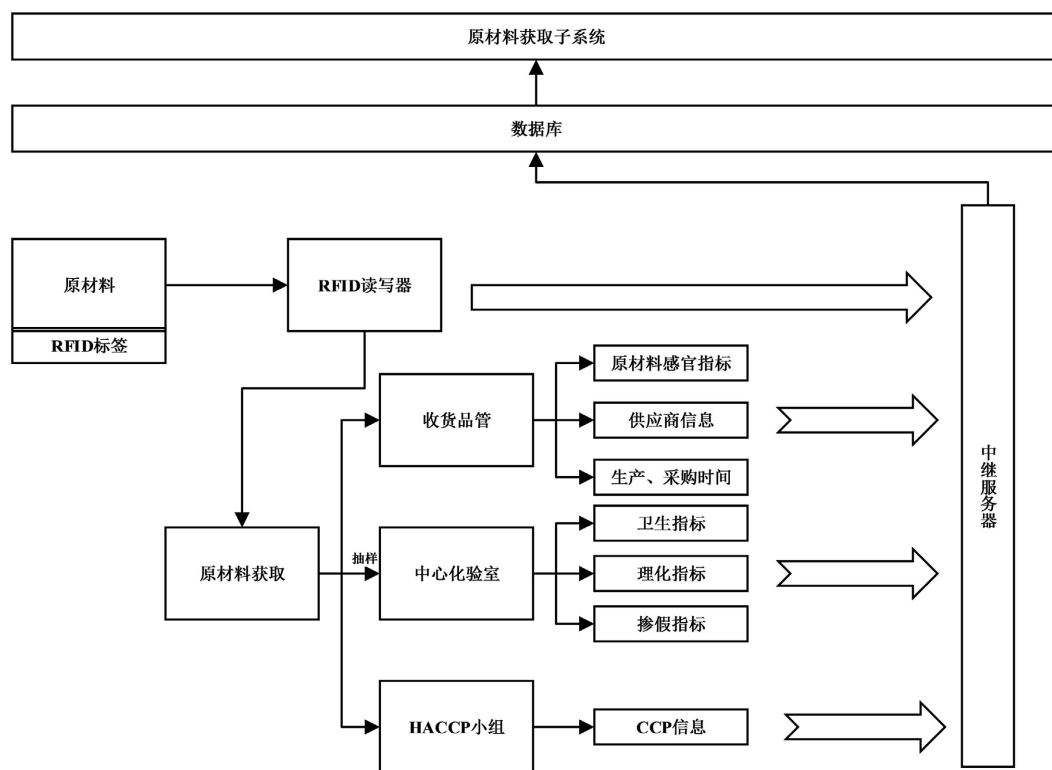 原材料获取子系统
数据库
原材料
RFID标签
RFID读写器
原材料感官指标
收货品管
供应商信息
生产、采购时间
中继服务器
卫生指标
原材料获取
抽样
中心化验室
理化指标
掺假指标
HACCP小组
CCP信息